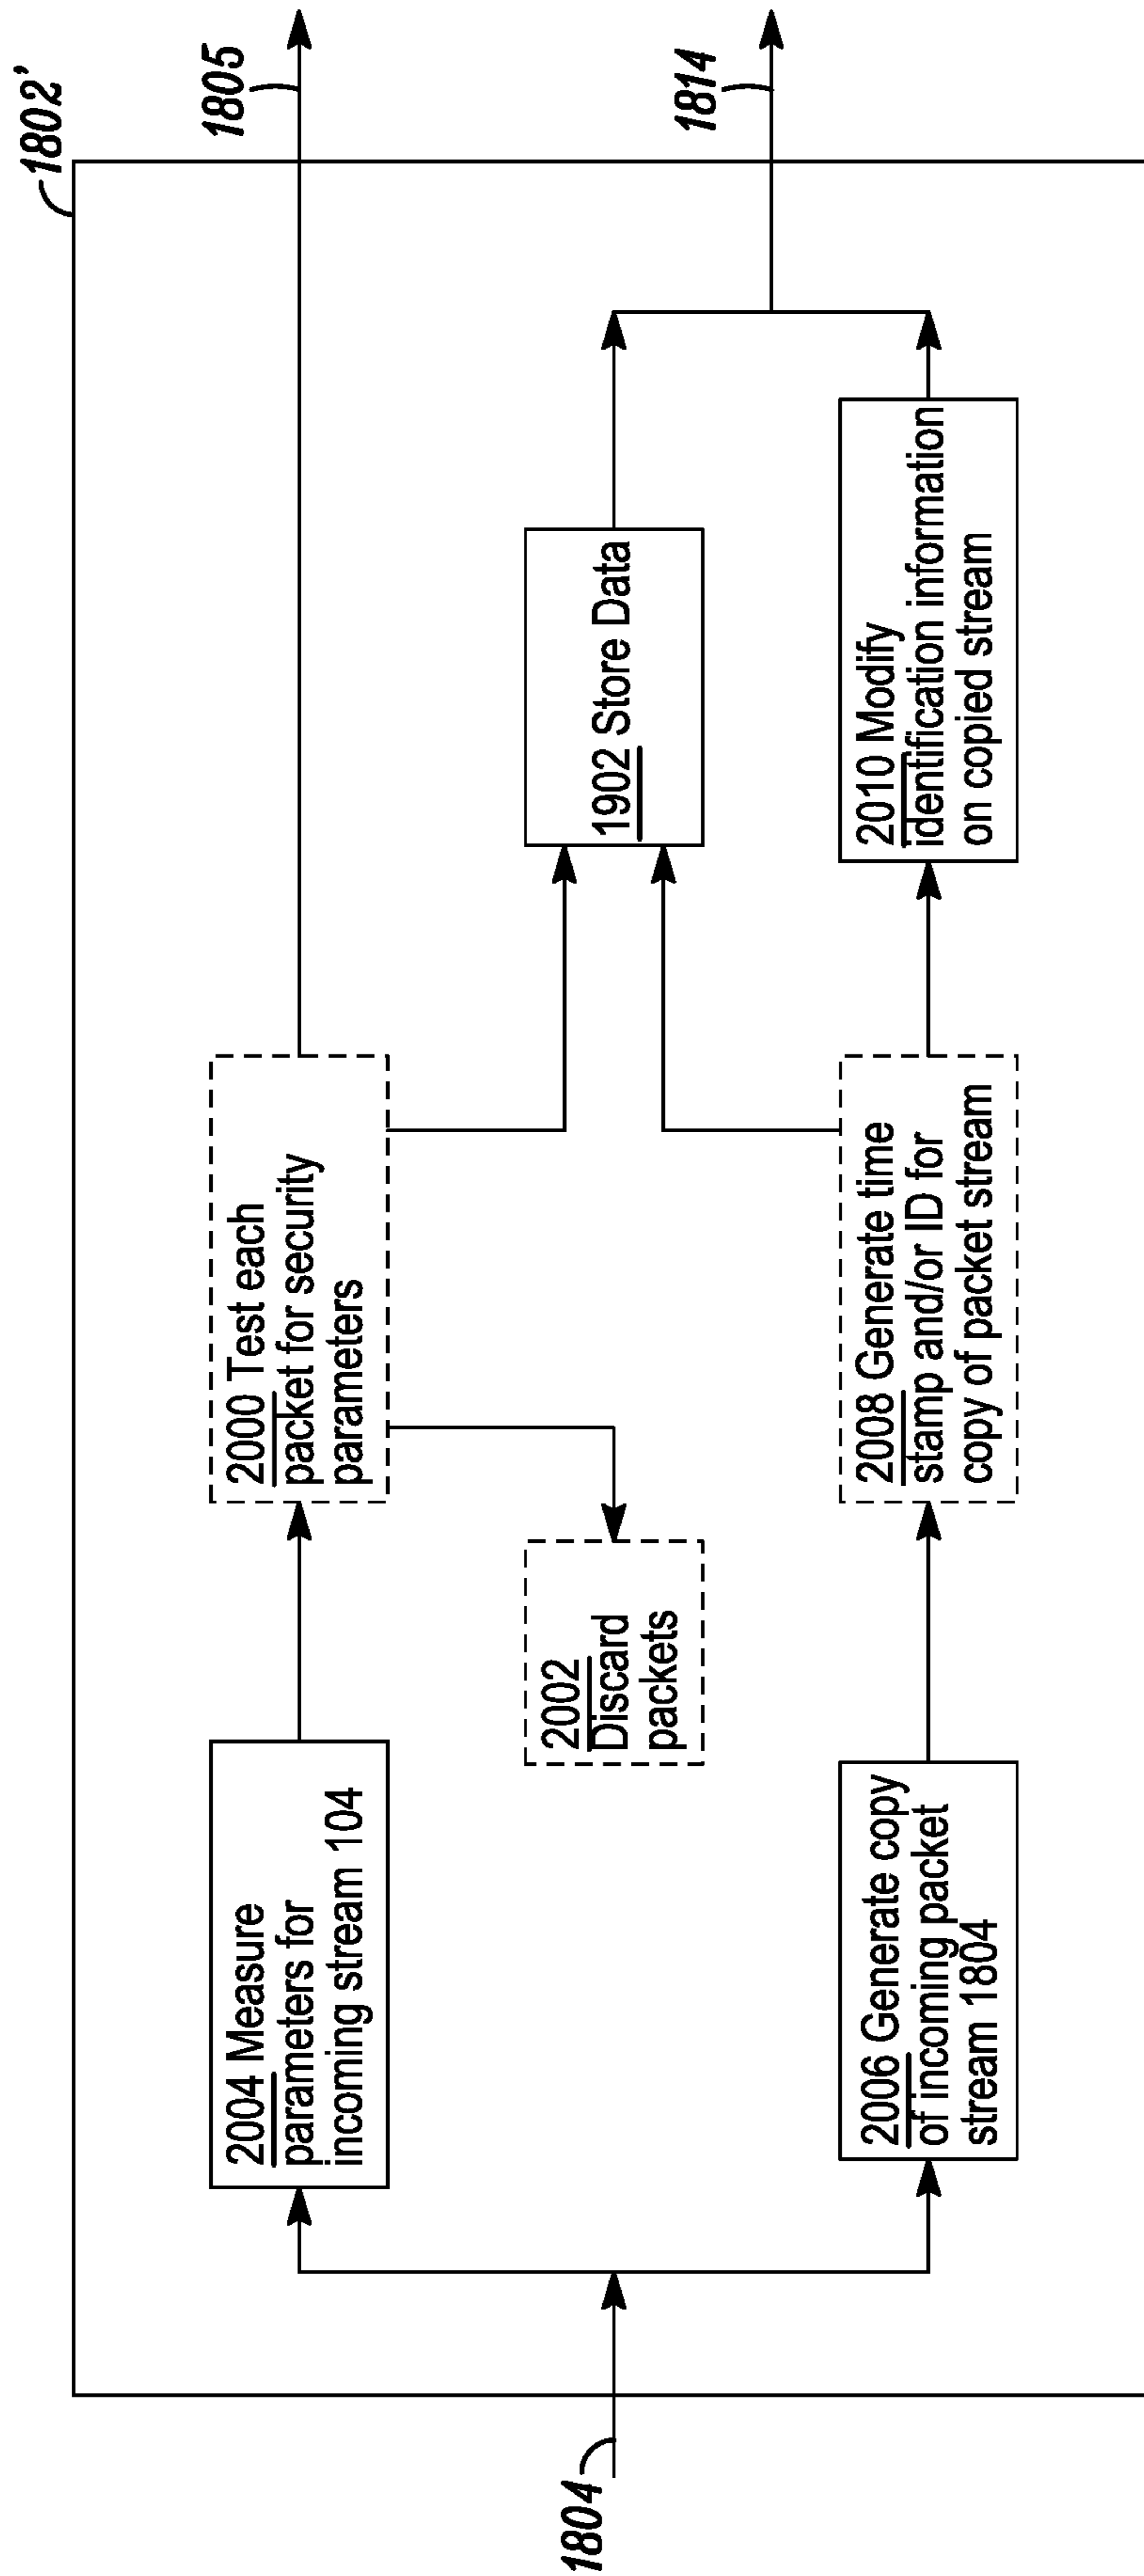 1802'
1805
1814
1804
2004 Measure
parameters for
incoming stream 104
2000 Test each
packet for security
parameters
2002
Discard
packets
1902 Store Data
2006 Generate copy
of incoming packet
stream 1804
2008 Generate time
stamp and/or ID for
copy of packet stream
2010 Modify
identification information
on copied stream